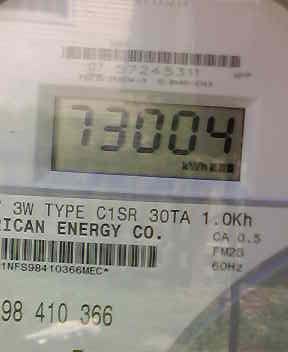 57245311
73004
kWh
3W TYPE C1SR 30TA 1.0Kh
RICAN ENERGY CO.
CA 0.5
FM2S
60Hz
1NFS98410366MEC*
98 410 366